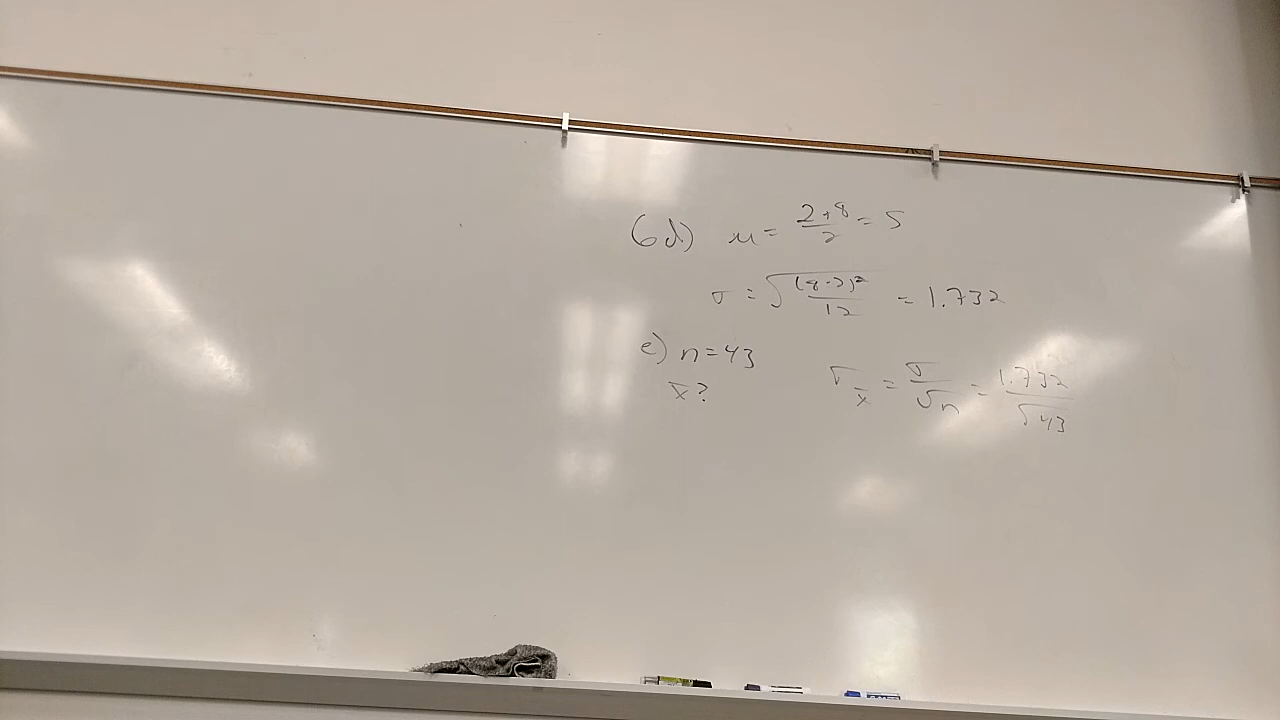 6d) μ = 2+8/2 = 5
σ = √(8-2)²/12 = 1.732
e) n=43
x̄?
σx̄ = σ/√n = 1.732/√43